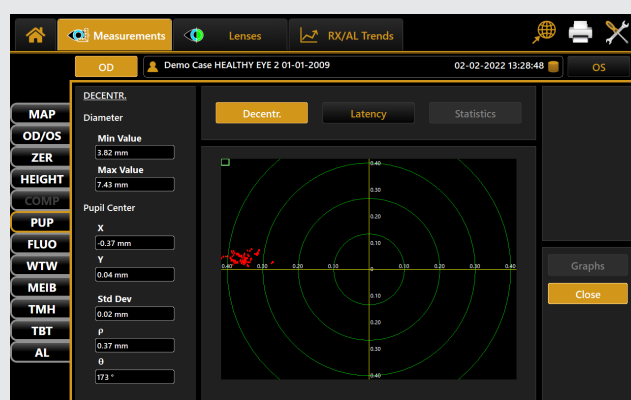 Measurements
Lenses
RX/AL Trends
OD
Demo Case HEALTHY EYE 2 01-01-2009
02-02-2022 13:28:48
OS
MAP
OD/OS
ZER
HEIGHT
COMP
PUP
FLUO
WTW
MEIB
TMH
TBT
AL
DECENTR.
Diameter
Min Value
3.82 mm
Max Value
7.43 mm
Pupil Center
X
-0.37 mm
Y
0.04 mm
Std Dev
0.02 mm
ρ
0.37 mm
θ
173 °
Decentr.
Latency
Statistics
0.40
0.30
0.20
0.10
0.40 0.30 0.20 0.10 0 0.10 0.20 0.30 0.40
0.10
0.20
0.30
0.40
Graphs
Close